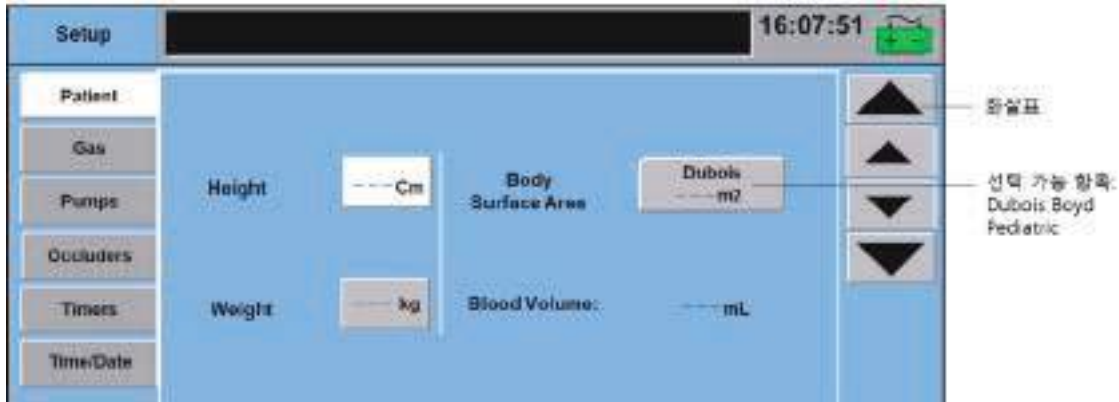 Setup
16:07:51
Patient
Gas
Pumps
Occluders
Timers
Time/Date
Height
---Cm
Body
Surface Area
Dubois
---m2
Weight
---kg
Blood Volume:
---mL
화살표
선택 가능 항목:
Dubois Boyd
Pediatric